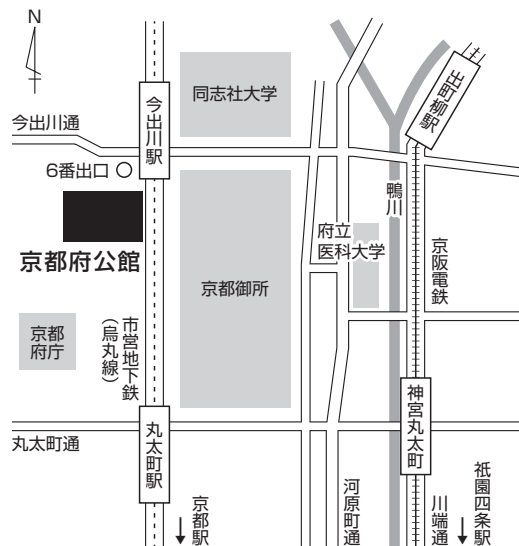 N
同志社大学
今出川駅
出町柳駅
今出川通
6番出口
鴨川
府立
医科大学
京都府公館
京都御所
京阪電鉄
京都
府庁
市営地下鉄
(烏丸線)
丸太町通
丸太町駅
神宮丸太町
京都駅
河原町通
川端通
祇園四条駅